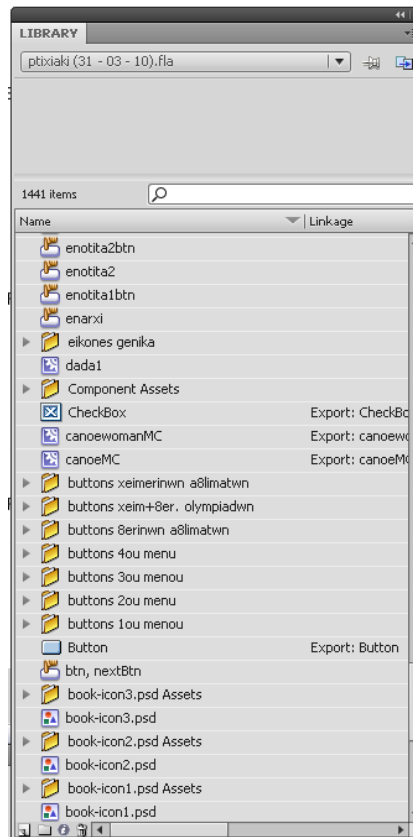 LIBRARY
ptixiaki (31 - 03 - 10).fla
1441 items
Name Linkage
enotita2btn
enotita2
enotita1btn
enarxi
eikones genika
dada1
Component Assets
CheckBox Export: CheckBo
canoewomanMC Export: canoewo
canoeMC Export: canoeMC
buttons xeimerinwn a8limatwn
buttons xeim+8er. olympiadwn
buttons 8erinwn a8limatwn
buttons 4ou menu
buttons 3ou menou
buttons 2ou menu
buttons 1ou menou
Button Export: Button
btn, nextBtn
book-icon3.psd Assets
book-icon3.psd
book-icon2.psd Assets
book-icon2.psd
book-icon1.psd Assets
book-icon1.psd